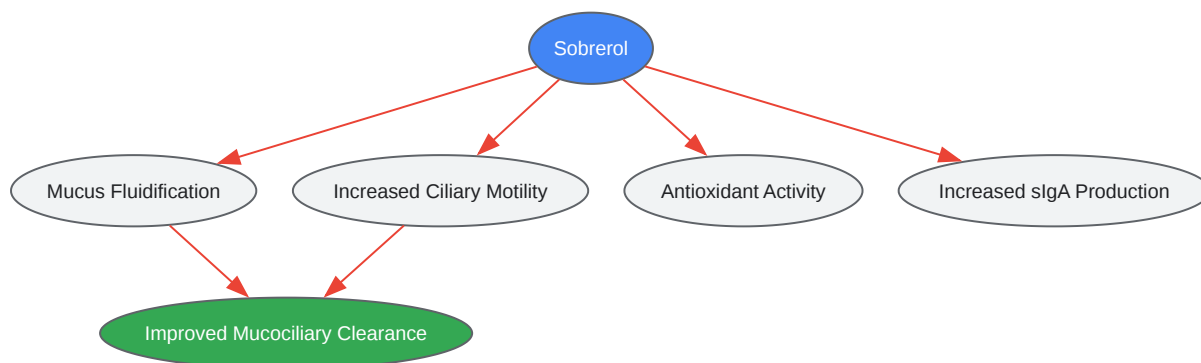 Sobrerol
Mucus Fluidification
Increased Ciliary Motility
Antioxidant Activity
Increased sIgA Production
Improved Mucociliary Clearance